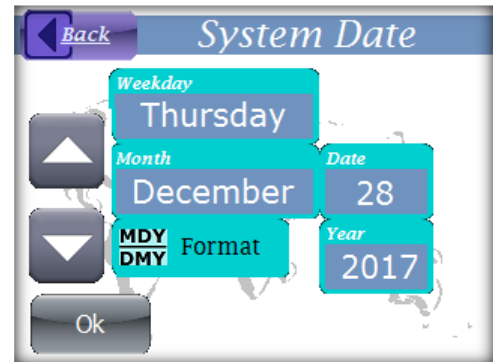 Back
System Date
Weekday
Thursday
Month
December
Date
28
MDY
DMY
Format
Year
2017
Ok